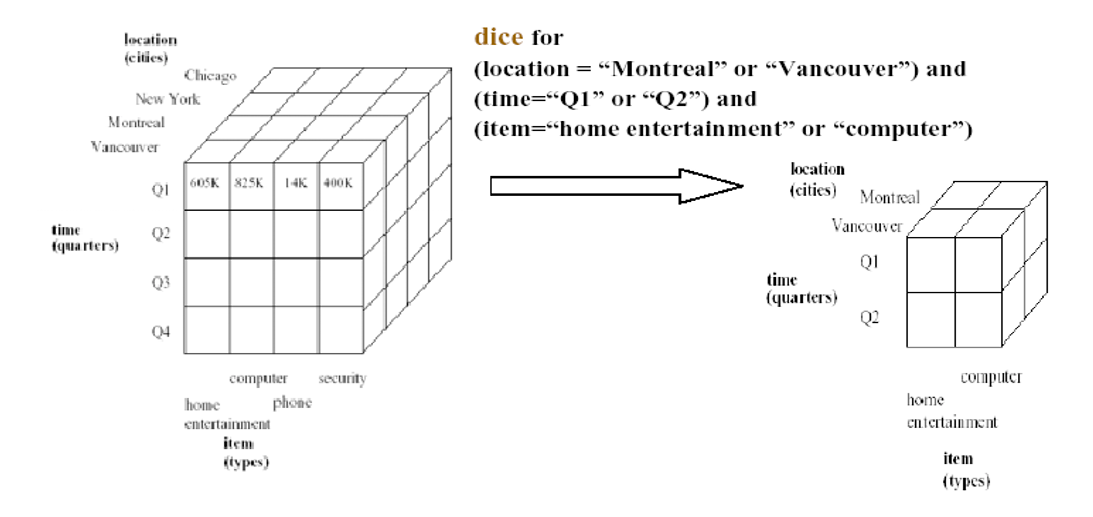 location
(cities)
Chicago
New York
Montreal
Vancouver
Q1
605K 825K 14K 400K
time
(quarters)
Q2
Q3
Q4
computer security
home phone
entertainment
item
(types)
dice for
(location = “Montreal” or “Vancouver”) and
(time=“Q1” or “Q2”) and
(item=“home entertainment” or “computer”)
location
(cities)
Montreal
Vancouver
Q1
time
(quarters)
Q2
computer
home
entertainment
item
(types)